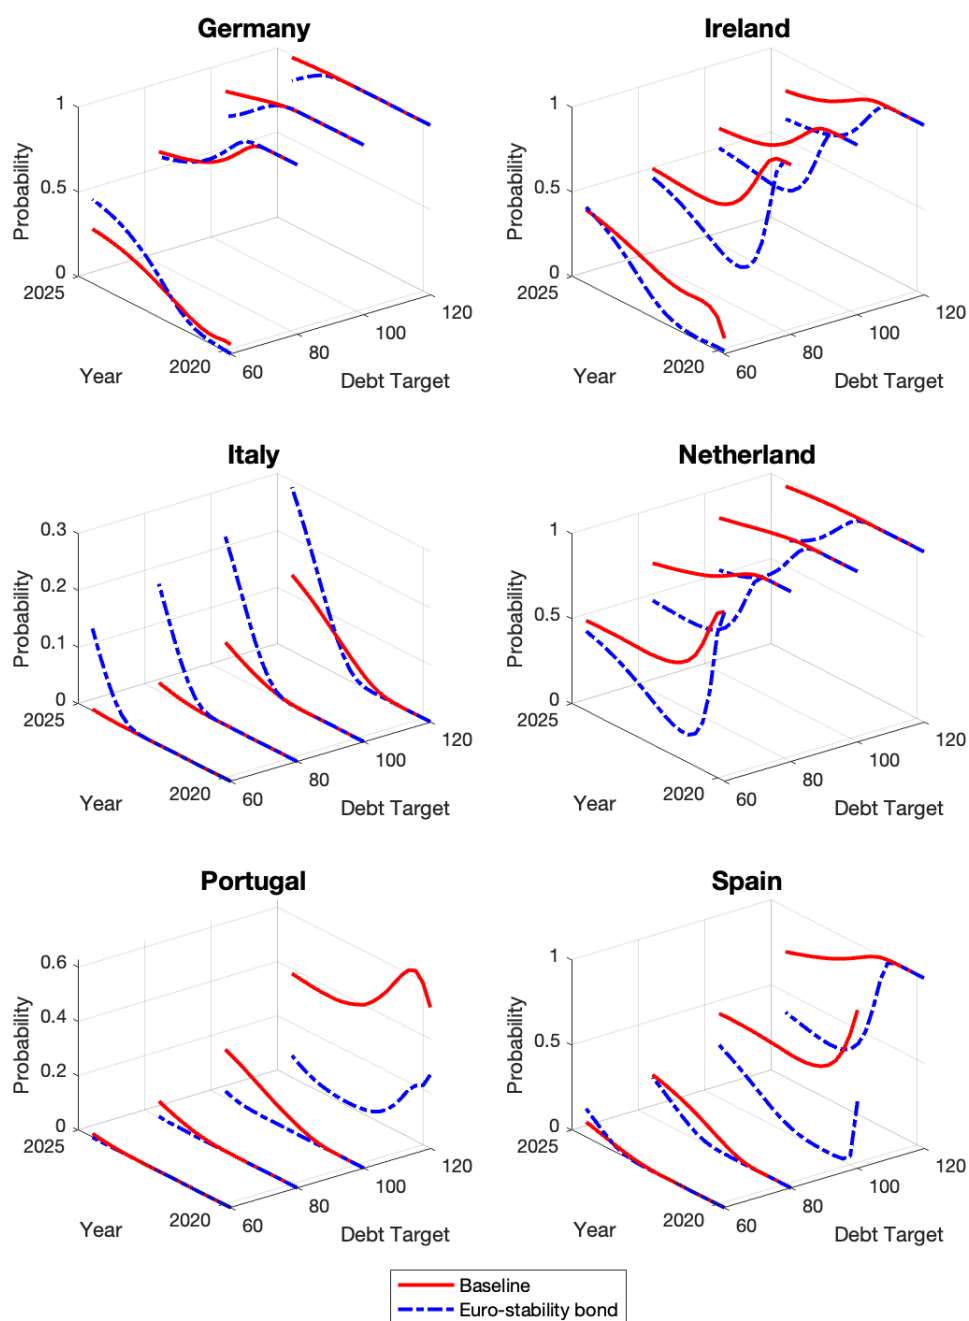 Germany
Ireland
1
0.5
0
Probability
2025
2020
Year
60
80
100
120
Debt Target
1
0.5
0
Probability
2025
2020
Year
60
80
100
120
Debt Target
Italy
Netherland
0.3
0.2
0.1
0
Probability
2025
2020
Year
60
80
100
120
Debt Target
1
0.5
0
Probability
2025
2020
Year
60
80
100
120
Debt Target
Portugal
Spain
0.6
0.4
0.2
0
Probability
2025
2020
Year
60
80
100
120
Debt Target
1
0.5
0
Probability
2025
2020
Year
60
80
100
120
Debt Target
Baseline
Euro-stability bond